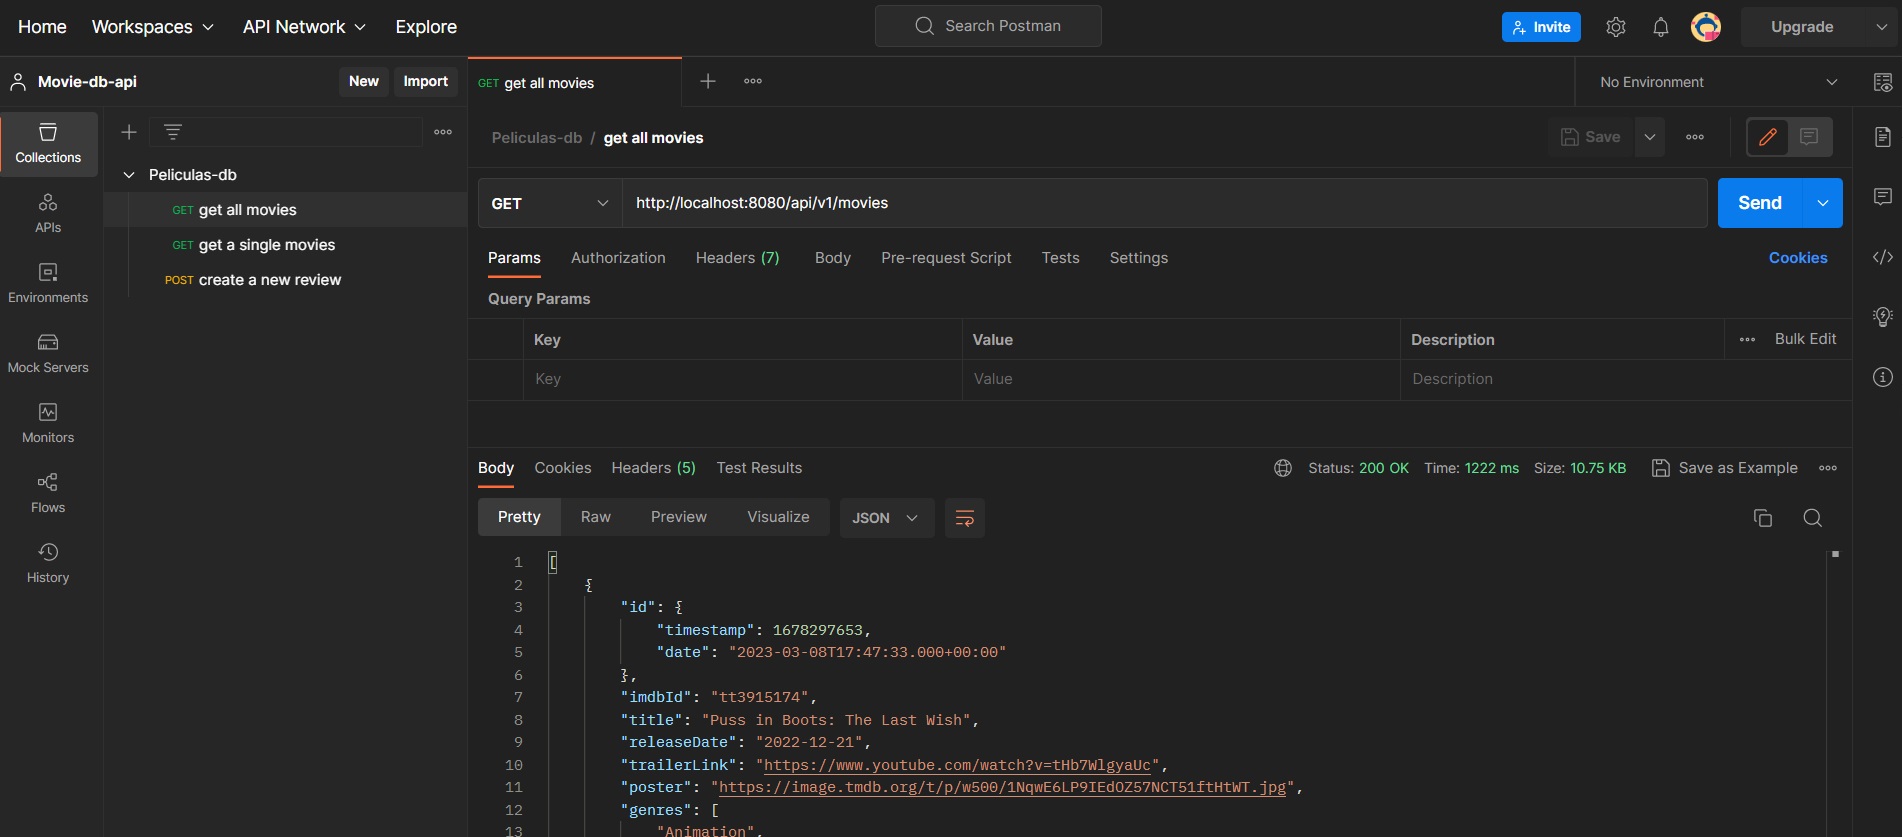 Home Workspaces API Network Explore Search Postman Invite Upgrade
Movie-db-api New Import GET get all movies No Environment
Collections
APIs
Environments
Mock Servers
Monitors
Flows
History
Peliculas-db
GET get all movies
GET get a single movies
POST create a new review
Peliculas-db / get all movies Save
GET http://localhost:8080/api/v1/movies Send
Params Authorization Headers (7) Body Pre-request Script Tests Settings Cookies
Query Params
Key Value Description Bulk Edit
Key Value Description
Body Cookies Headers (5) Test Results Status: 200 OK Time: 1222 ms Size: 10.75 KB Save as Example
Pretty Raw Preview Visualize JSON
1 [
2 {
3 "id": {
4 "timestamp": 1678297653,
5 "date": "2023-03-08T17:47:33.000+00:00"
6 },
7 "imdbId": "tt3915174",
8 "title": "Puss in Boots: The Last Wish",
9 "releaseDate": "2022-12-21",
10 "trailerLink": "https://www.youtube.com/watch?v=tHb7WlgyaUc",
11 "poster": "https://image.tmdb.org/t/p/w500/1NqwE6LP9IEdOZ57NCT51ftHtWT.jpg",
12 "genres": [
13 "Animation",